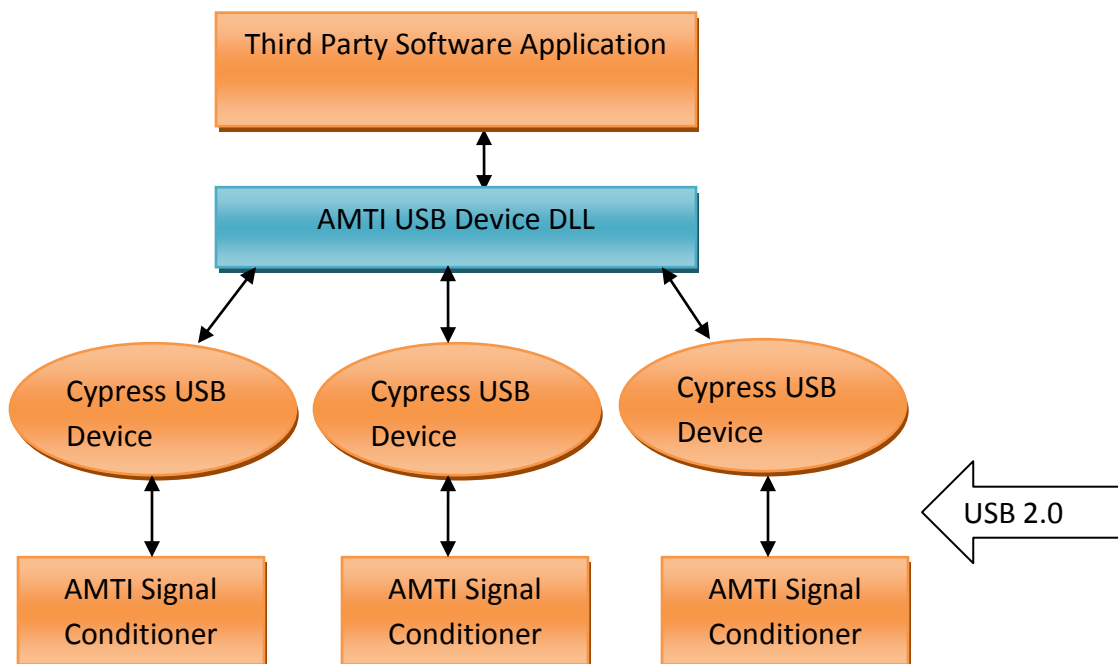 Third Party Software Application
AMTI USB Device DLL
Cypress USB
Device
Cypress USB
Device
Cypress USB
Device
USB 2.0
AMTI Signal
Conditioner
AMTI Signal
Conditioner
AMTI Signal
Conditioner